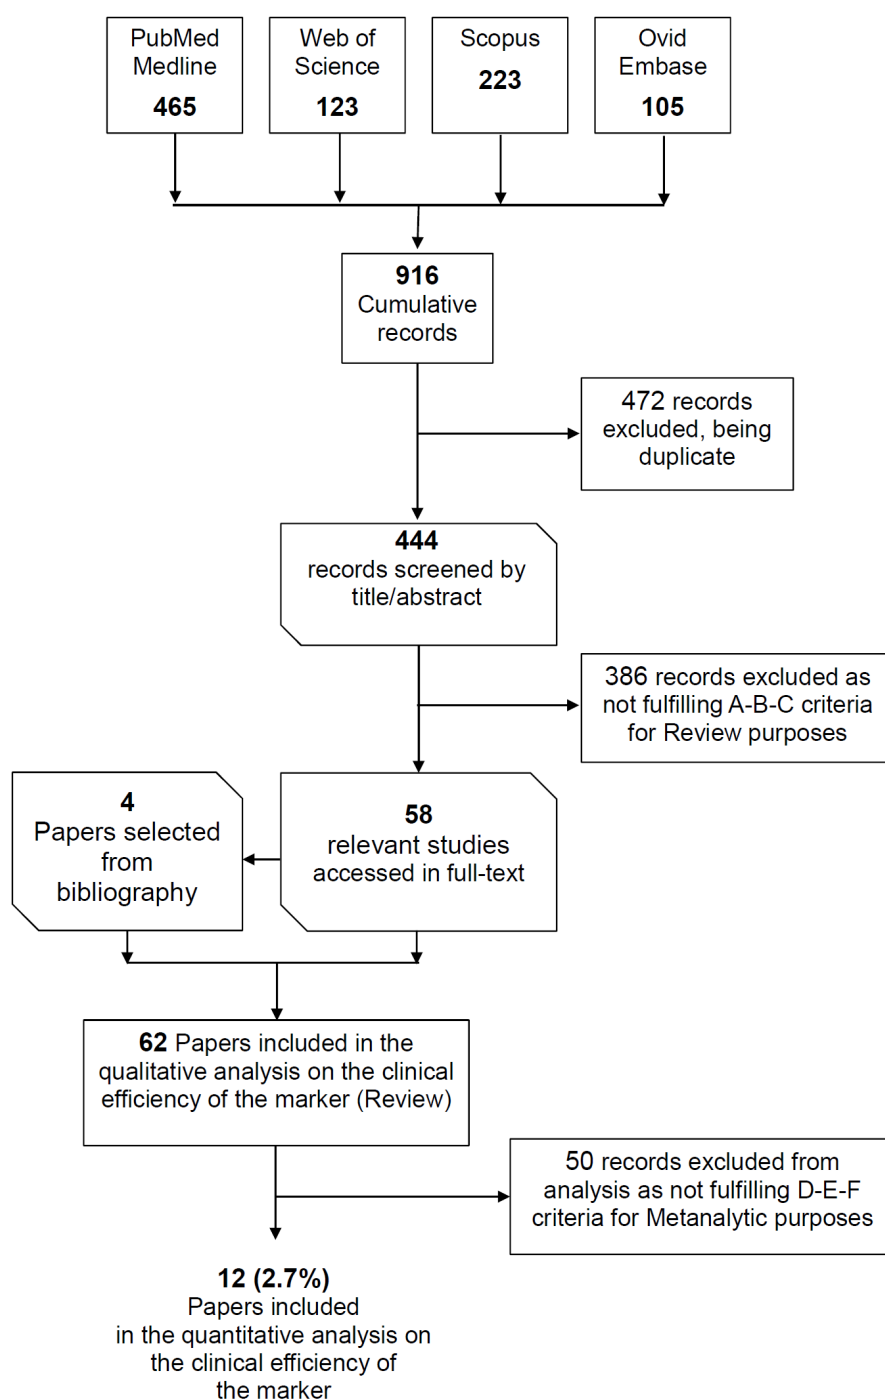 PubMed
Medline
465
Web of
Science
123
Scopus
223
Ovid
Embase
105
916
Cumulative
records
472 records
excluded, being
duplicate
444
records screened by
title/abstract
386 records excluded as
not fulfilling A-B-C criteria
for Review purposes
4
Papers selected
from
bibliography
58
relevant studies
accessed in full-text
62 Papers included in the
qualitative analysis on the clinical
efficiency of the marker (Review)
50 records excluded from
analysis as not fulfilling D-E-F
criteria for Metanalytic purposes
12 (2.7%)
Papers included
in the quantitative analysis on
the clinical efficiency of
the marker